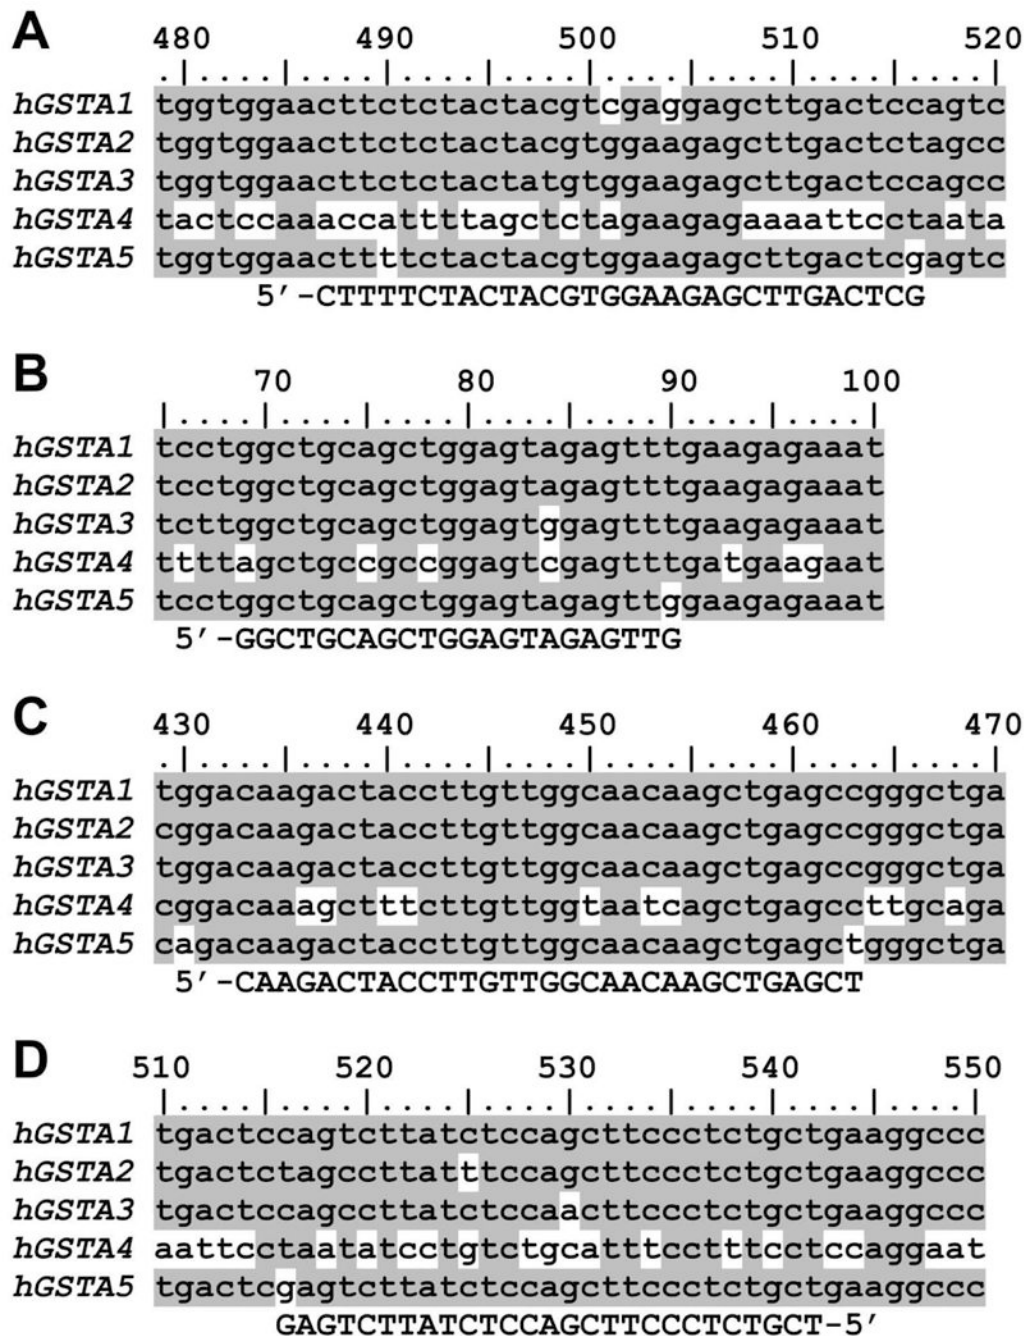 A
480 490 500 510 520
.|....|....|....|....|....|....|....|....|
hGSTA1 tggtggaacttctctactacgtcgaggagcttgactccagtc
hGSTA2 tggtggaacttctctactacgtggaagagcttgactctagcc
hGSTA3 tggtggaacttctctactatgtggaagagcttgactccagcc
hGSTA4 tactccaaaccattttagctctagaagagaaaattcctaata
hGSTA5 tggtggaactttttctactacgtggaagagcttgactcgagtc
5′-CTTTTCTACTACGTGGAAGAGCTTGACTCG
B
70 80 90 100
|....|....|....|....|....|....|....|
hGSTA1 tcctggctgcagctggagtagagtttgaagagaaat
hGSTA2 tcctggctgcagctggagtagagtttgaagagaaat
hGSTA3 tcttggctgcagctggagtggagtttgaagagaaat
hGSTA4 ttttagctgccgccggagtcgagtttgatgaagaat
hGSTA5 tcctggctgcagctggagtagagttggaagagaaat
5′-GGCTGCAGCTGGAGTAGAGTTG
C
430 440 450 460 470
.|....|....|....|....|....|....|....|....|
hGSTA1 tggacaagactaccttgttggcaacaagctgagccgggctga
hGSTA2 cggacaagactaccttgttggcaacaagctgagccgggctga
hGSTA3 tggacaagactaccttgttggcaacaagctgagccgggctga
hGSTA4 cggacaaagcttcttgttggtaatcagctgagccttgcaga
hGSTA5 cagacaagactaccttgttggcaacaagctgagctgggctga
5′-CAAGACTACCTTGTTGGCAACAAGCTGAGCT
D
510 520 530 540 550
|....|....|....|....|....|....|....|....|
hGSTA1 tgactccagtcttatctccagcttccctctgctgaaggccc
hGSTA2 tgactctagccttatttccagcttccctctgctgaaggccc
hGSTA3 tgactccagccttatctccaacttccctctgctgaaggccc
hGSTA4 aattcctaatatcctgtctgcatttcctttcctccaggaat
hGSTA5 tgactcgagtcttatctccagcttccctctgctgaaggccc
GAGTCTTATCTCCAGCTTCCCTCTGCT-5′